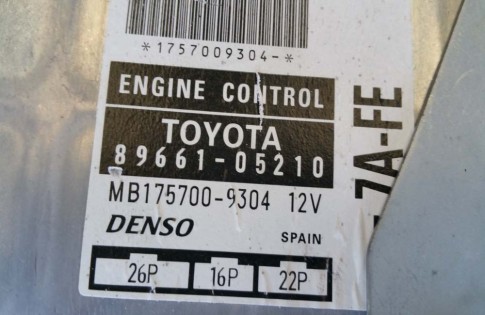 *1757009304-*
ENGINE CONTROL
TOYOTA
89661-05210
MB175700-9304 12V
DENSO SPAIN
26P 16P 22P
7A-FE